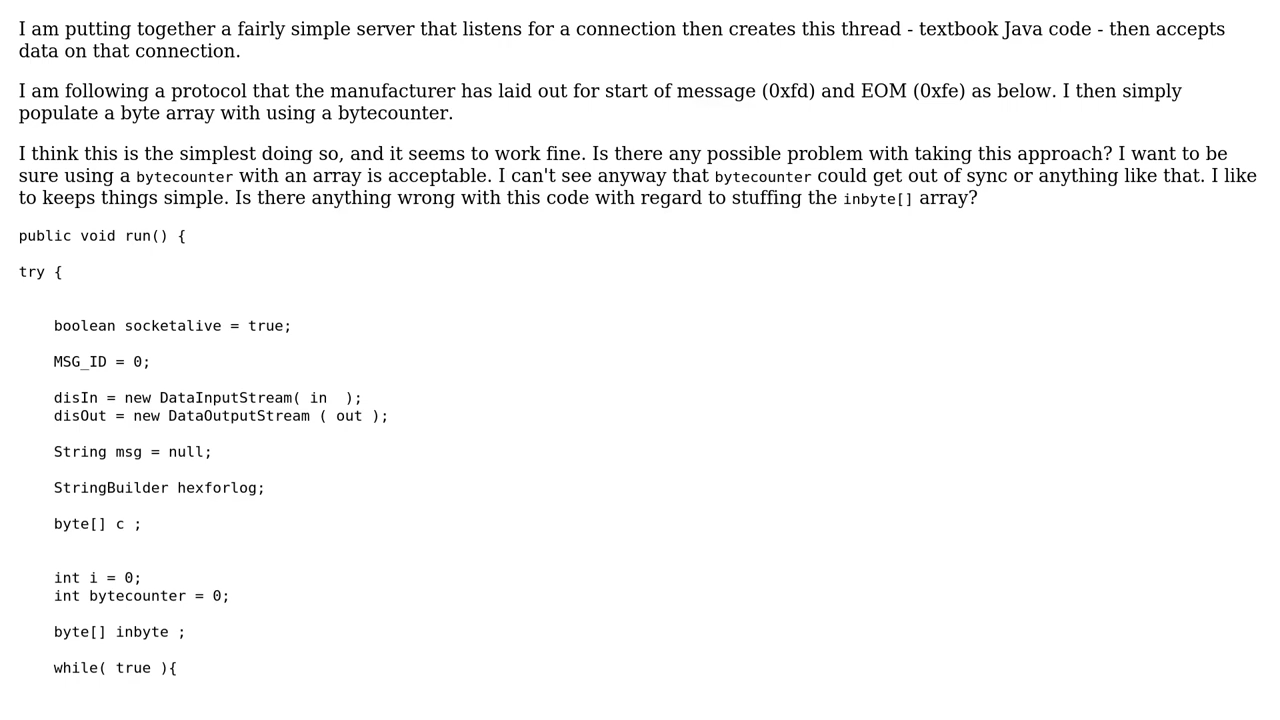 I am putting together a fairly simple server that listens for a connection then creates this thread - textbook Java code - then accepts
data on that connection.
I am following a protocol that the manufacturer has laid out for start of message (0xfd) and EOM (0xfe) as below. I then simply
populate a byte array with using a bytecounter.
I think this is the simplest doing so, and it seems to work fine. Is there any possible problem with taking this approach? I want to be
sure using a bytecounter with an array is acceptable. I can't see anyway that bytecounter could get out of sync or anything like that. I like
to keeps things simple. Is there anything wrong with this code with regard to stuffing the inbyte[] array?
public void run() {
try {
boolean socketalive = true;
MSG_ID = 0;
disIn = new DataInputStream( in  );
disOut = new DataOutputStream ( out );
String msg = null;
StringBuilder hexforlog;
byte[] c ;
int i = 0;
int bytecounter = 0;
byte[] inbyte ;
while( true ){